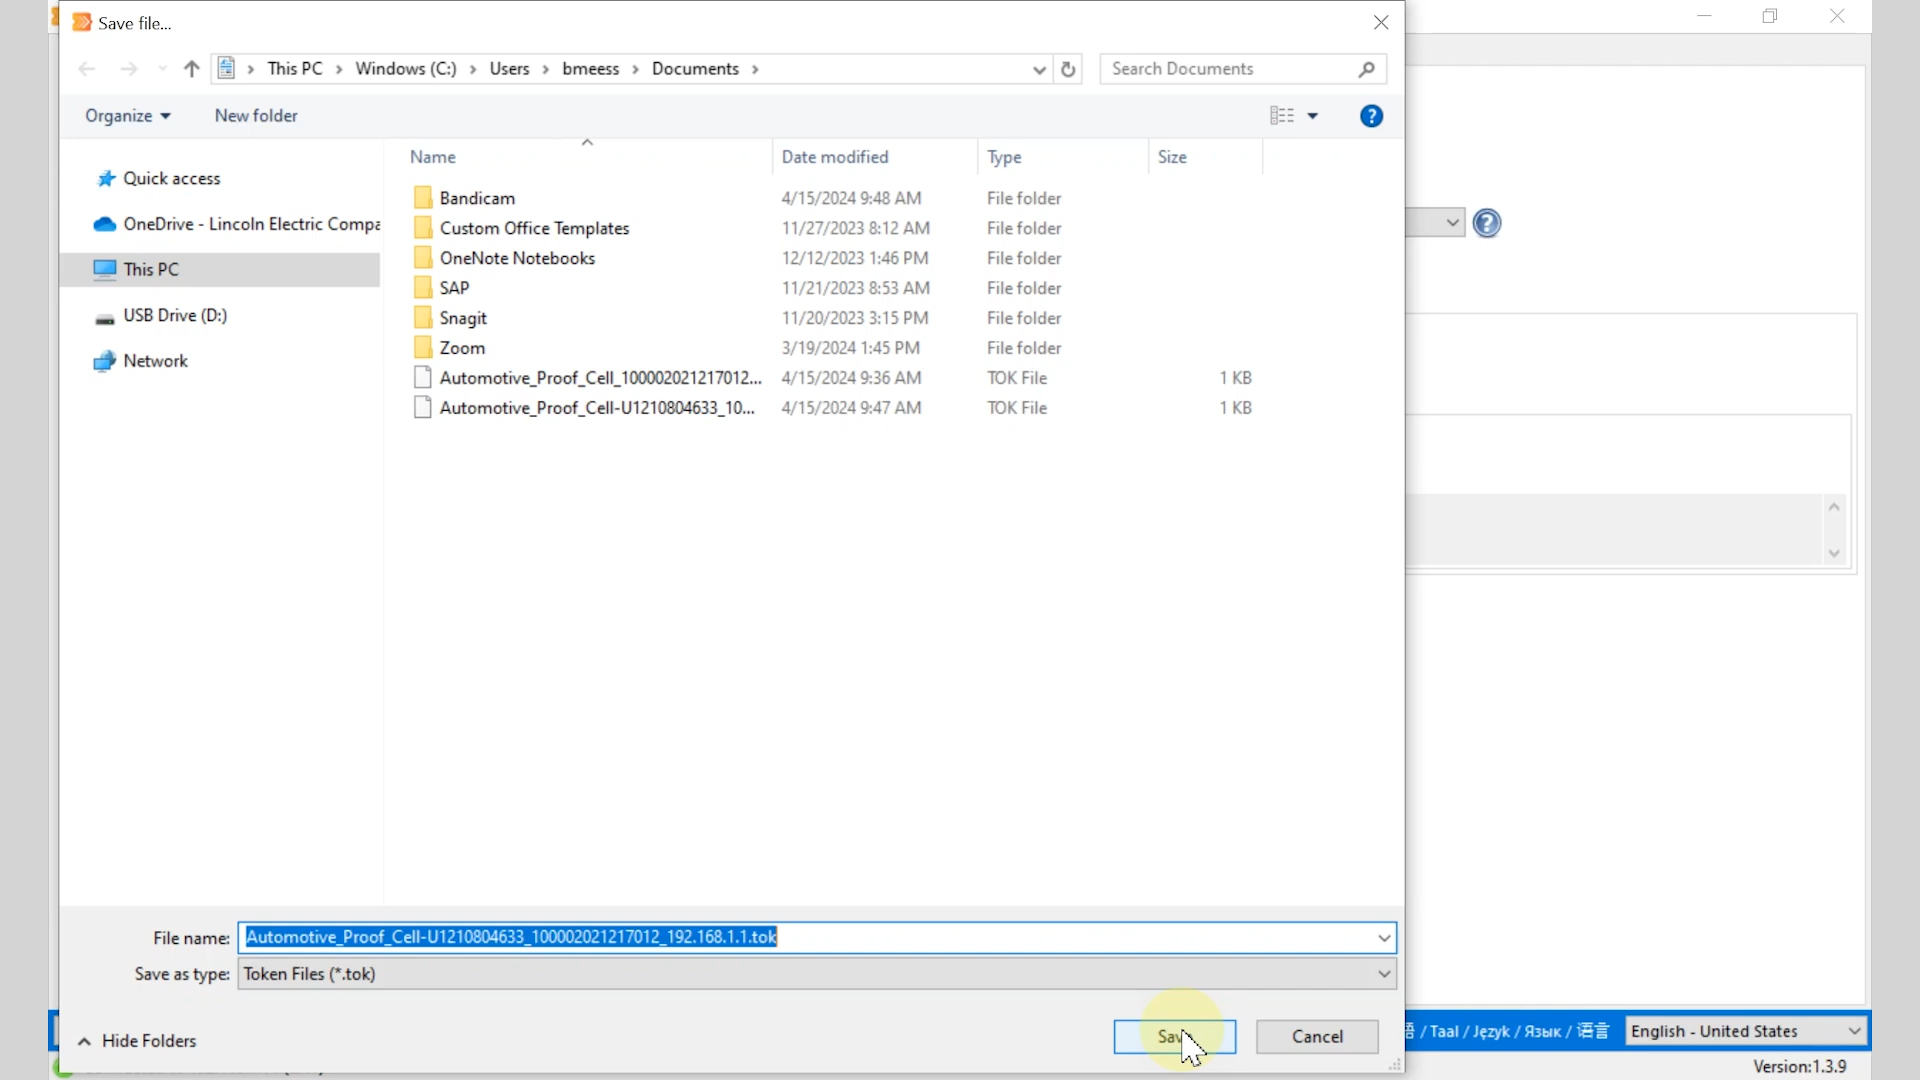 Save file...
This PC > Windows (C:) > Users > bmeess > Documents >
Search Documents
Organize
New folder
?
Name
Date modified
Type
Size
Quick access
OneDrive - Lincoln Electric Compa
This PC
USB Drive (D:)
Network
Bandicam 4/15/2024 9:48 AM File folder
Custom Office Templates 11/27/2023 8:12 AM File folder
OneNote Notebooks 12/12/2023 1:46 PM File folder
SAP 11/21/2023 8:53 AM File folder
Snagit 11/20/2023 3:15 PM File folder
Zoom 3/19/2024 1:45 PM File folder
Automotive_Proof_Cell_100002021217012... 4/15/2024 9:36 AM TOK File 1 KB
Automotive_Proof_Cell-U1210804633_10... 4/15/2024 9:47 AM TOK File 1 KB
?
File name: Automotive_Proof_Cell-U1210804633_100002021217012_192.168.1.1.tok
Save as type: Token Files (*.tok)
Hide Folders
Cancel
/ Taal / Język / Язык / 语言
English - United States
Version:1.3.9